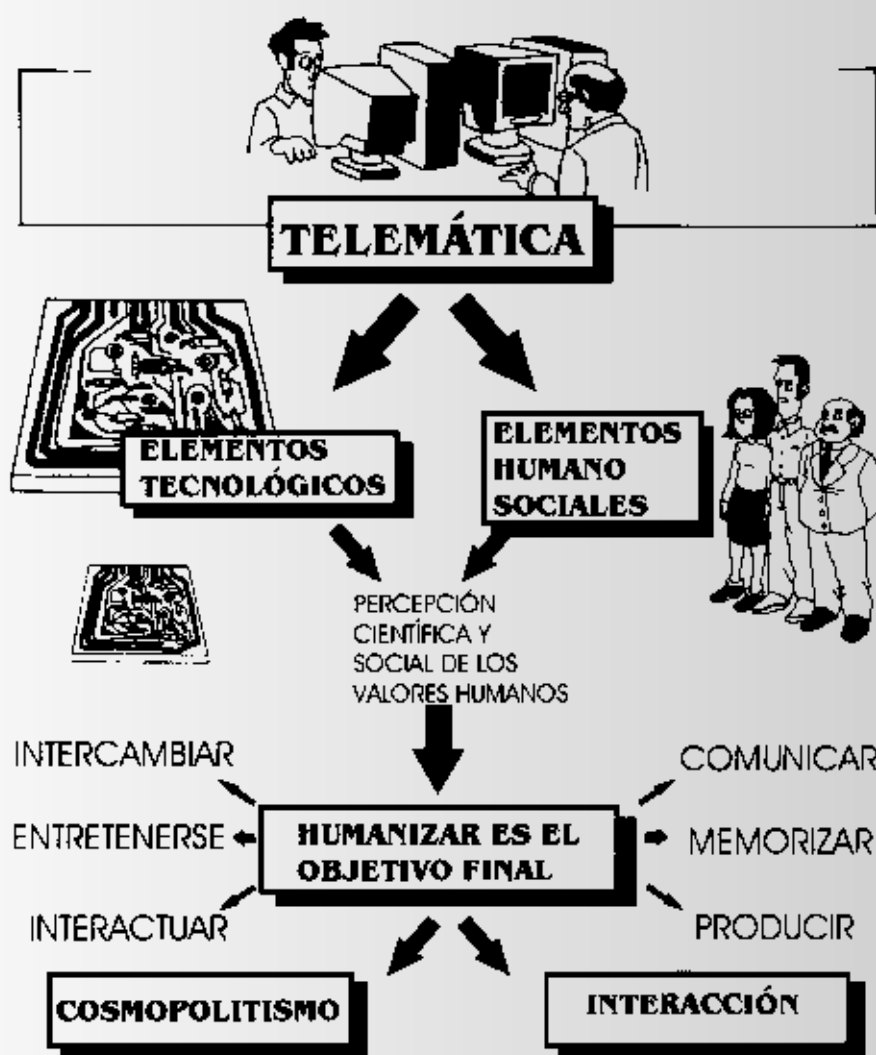 TELEMÁTICA
ELEMENTOS
TECNOLÓGICOS
ELEMENTOS
HUMANO
SOCIALES
PERCEPCIÓN
CIENTÍFICA Y
SOCIAL DE LOS
VALORES HUMANOS
INTERCAMBIAR
ENTRETENERSE
INTERACTUAR
HUMANIZAR ES EL
OBJETIVO FINAL
COMUNICAR
MEMORIZAR
PRODUCIR
COSMOPOLITISMO
INTERACCIÓN